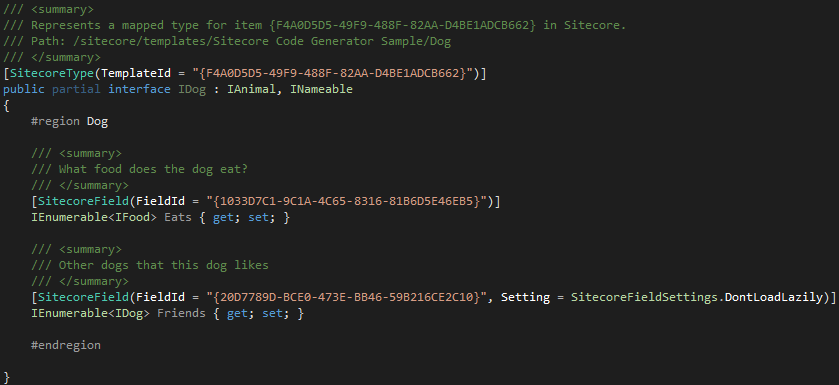 /// <summary>
/// Represents a mapped type for item {F4A0D5D5-49F9-488F-82AA-D4BE1ADCB662} in Sitecore.
/// Path: /sitecore/templates/Sitecore Code Generator Sample/Dog
/// </summary>
[SitecoreType(TemplateId = "{F4A0D5D5-49F9-488F-82AA-D4BE1ADCB662}")]
public partial interface IDog : IAnimal, INameable
{
    #region Dog
    /// <summary>
    /// What food does the dog eat?
    /// </summary>
    [SitecoreField(FieldId = "{1033D7C1-9C1A-4C65-8316-81B6D5E46EB5}")]
    IEnumerable<IFood> Eats { get; set; }
    /// <summary>
    /// Other dogs that this dog likes
    /// </summary>
    [SitecoreField(FieldId = "{20D7789D-BCE0-473E-BB46-59B216CE2C10}", Setting = SitecoreFieldSettings.DontLoadLazily)]
    IEnumerable<IDog> Friends { get; set; }
    #endregion
}